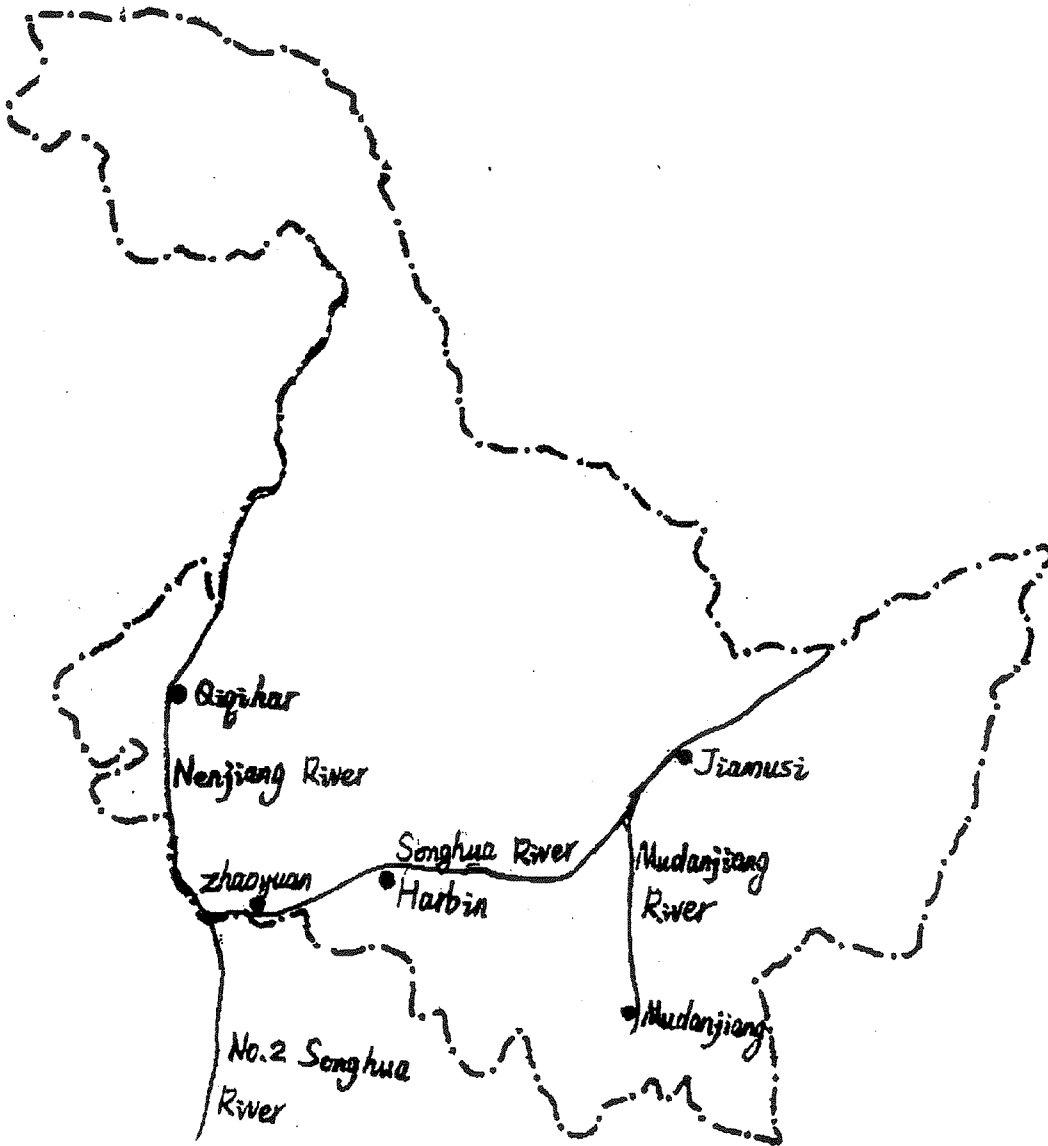 Qiqihar
Nenjiang River
Jiamusi
Songhua River
zhaoyuan
Harbin
Mudanjiang
River
Mudanjiang
No.2 Songhua
River